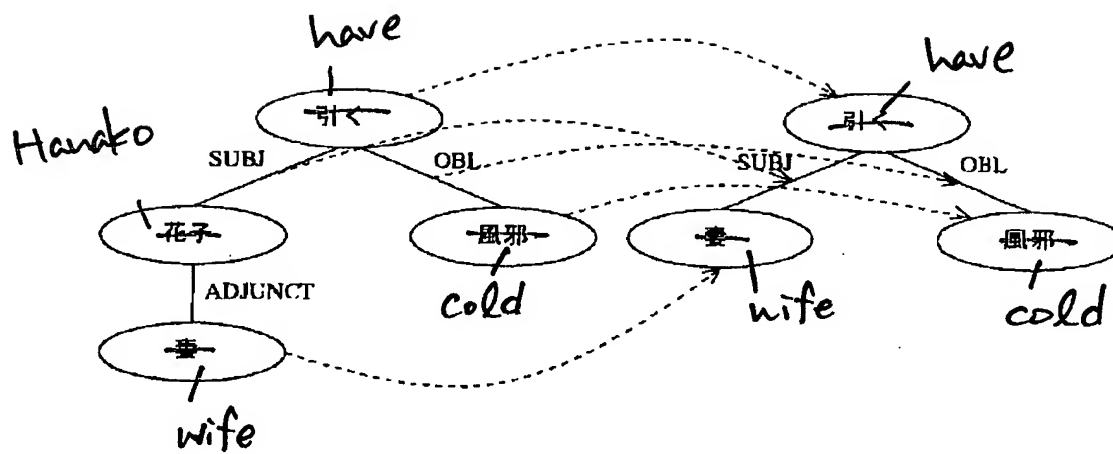 have
have
引く
引く
Hanako
SUBJ
OBL
SUBJ
OBL
花子
風邪
妻
風邪
cold
wife
cold
ADJUNCT
妻
wife